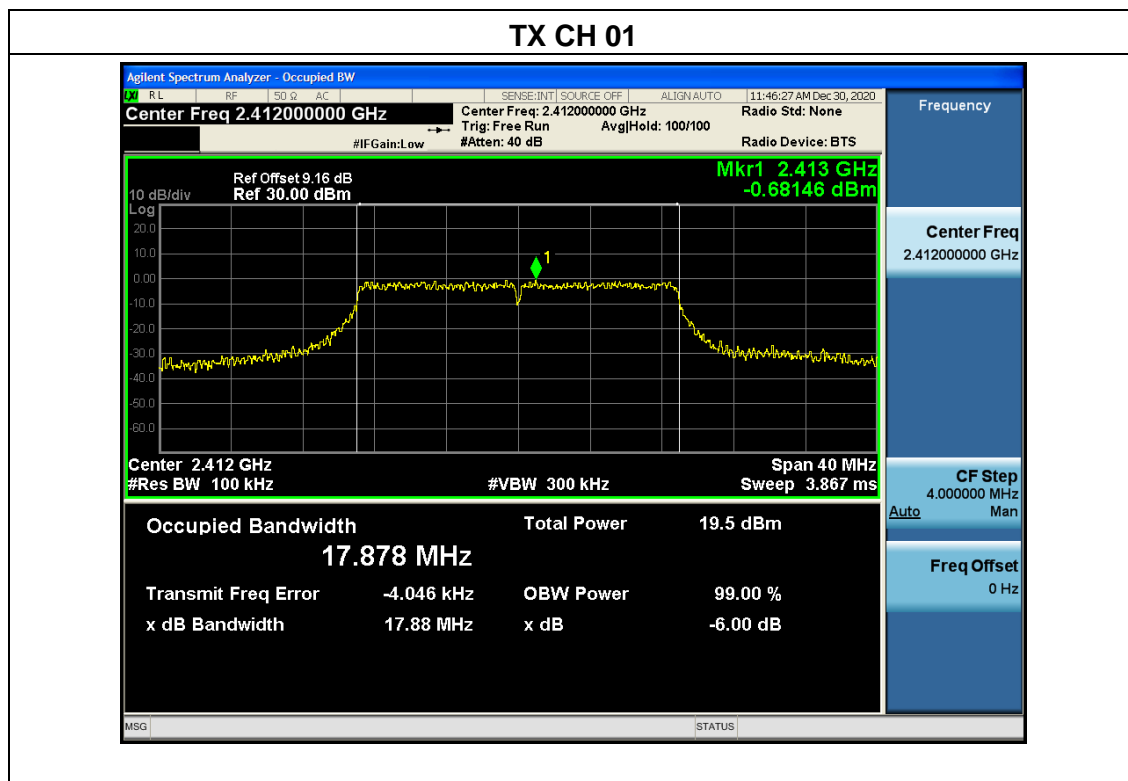 TX CH 01
Agilent Spectrum Analyzer - Occupied BW
LXI RL RF 50 Ω AC SENSE:INT SOURCE OFF ALIGN AUTO 11:46:27 AM Dec 30, 2020
Center Freq 2.412000000 GHz
Center Freq: 2.412000000 GHz
Radio Std: None
Trig: Free Run Avg|Hold: 100/100
#IFGain:Low #Atten: 40 dB Radio Device: BTS
Frequency
Mkr1 2.413 GHz
-0.68146 dBm
Ref Offset 9.16 dB
10 dB/div Ref 30.00 dBm
Log
20.0
10.0
0.00
-10.0
-20.0
-30.0
-40.0
-50.0
-60.0
1
Center 2.412 GHz Span 40 MHz
#Res BW 100 kHz #VBW 300 kHz Sweep 3.867 ms
Occupied Bandwidth Total Power 19.5 dBm
17.878 MHz
Transmit Freq Error -4.046 kHz OBW Power 99.00 %
x dB Bandwidth 17.88 MHz x dB -6.00 dB
Center Freq
2.412000000 GHz
CF Step
4.000000 MHz
Auto Man
Freq Offset
0 Hz
MSG STATUS